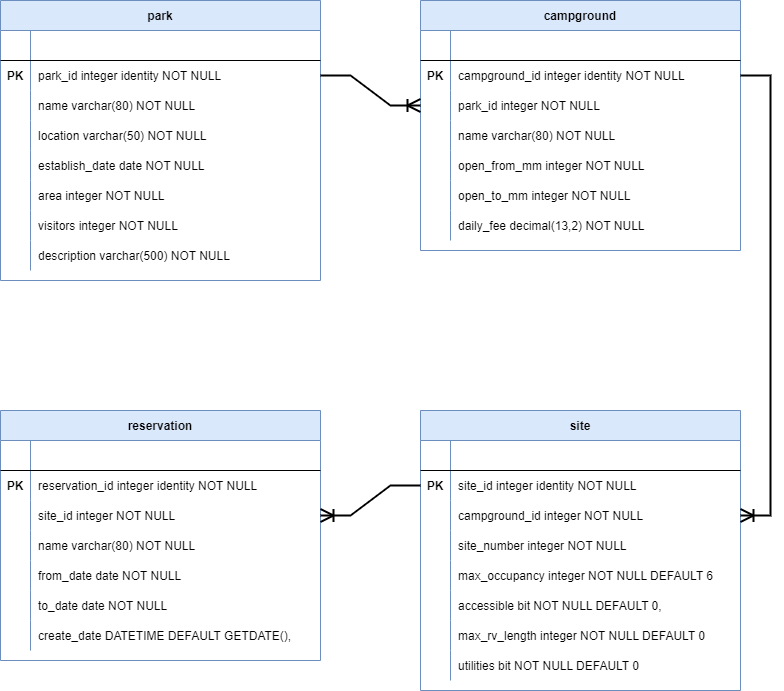 park
PK park_id integer identity NOT NULL
name varchar(80) NOT NULL
location varchar(50) NOT NULL
establish_date date NOT NULL
area integer NOT NULL
visitors integer NOT NULL
description varchar(500) NOT NULL
campground
PK campground_id integer identity NOT NULL
park_id integer NOT NULL
name varchar(80) NOT NULL
open_from_mm integer NOT NULL
open_to_mm integer NOT NULL
daily_fee decimal(13,2) NOT NULL
reservation
PK reservation_id integer identity NOT NULL
site_id integer NOT NULL
name varchar(80) NOT NULL
from_date date NOT NULL
to_date date NOT NULL
create_date DATETIME DEFAULT GETDATE(),
site
PK site_id integer identity NOT NULL
campground_id integer NOT NULL
site_number integer NOT NULL
max_occupancy integer NOT NULL DEFAULT 6
accessible bit NOT NULL DEFAULT 0,
max_rv_length integer NOT NULL DEFAULT 0
utilities bit NOT NULL DEFAULT 0